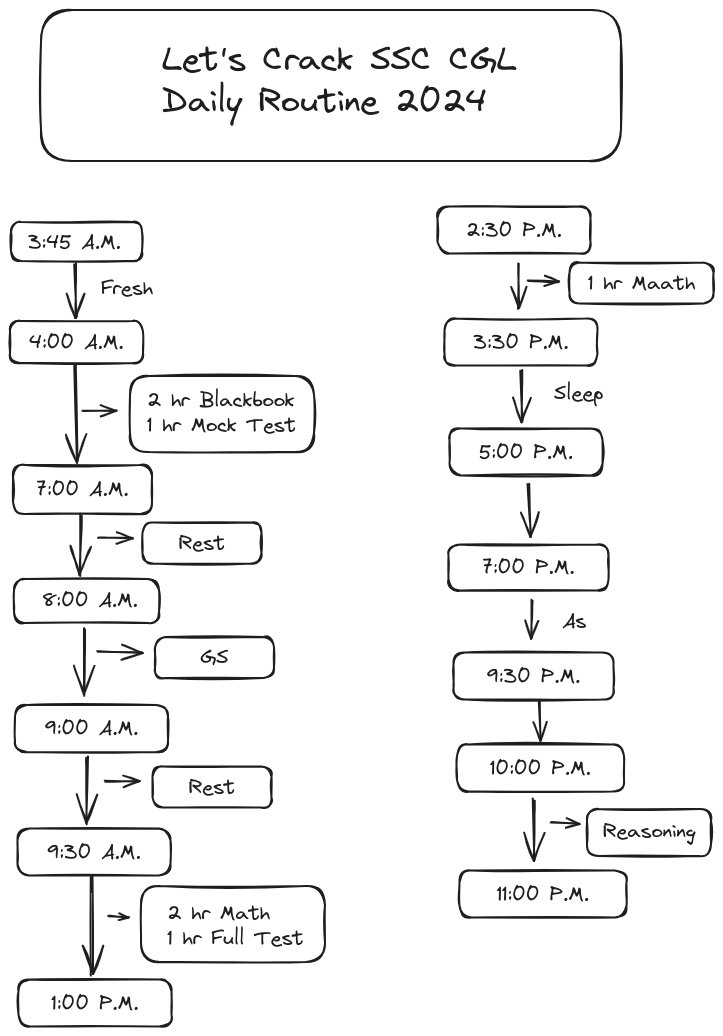 Let's Crack SSC CGL
Daily Routine 2024
3:45 A.M.
Fresh
4:00 A.M.
2 hr Blackbook
1 hr Mock Test
7:00 A.M.
Rest
8:00 A.M.
GS
9:00 A.M.
Rest
9:30 A.M.
2 hr Math
1 hr Full Test
1:00 P.M.
2:30 P.M.
1 hr Maath
3:30 P.M.
Sleep
5:00 P.M.
7:00 P.M.
As
9:30 P.M.
10:00 P.M.
Reasoning
11:00 P.M.